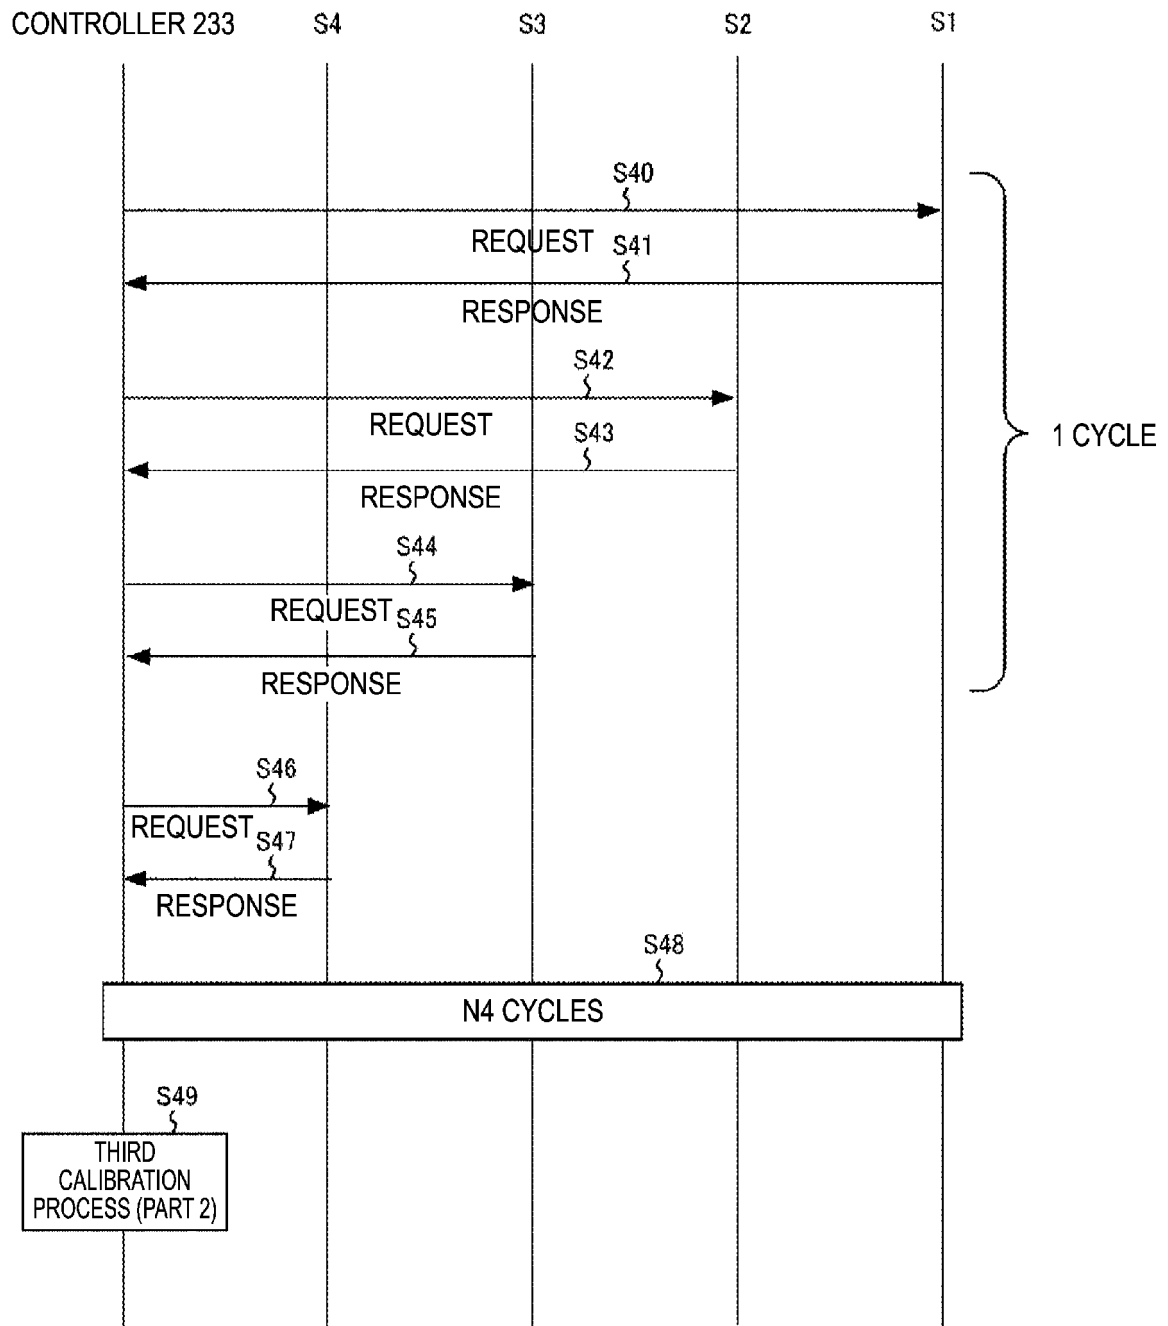 CONTROLLER 233 S4 S3 S2 S1
S40
REQUEST
S41
RESPONSE
S42
REQUEST
S43
RESPONSE
1 CYCLE
S44
REQUEST
S45
RESPONSE
S46
REQUEST
S47
RESPONSE
S48
N4 CYCLES
S49
THIRD
CALIBRATION
PROCESS (PART 2)